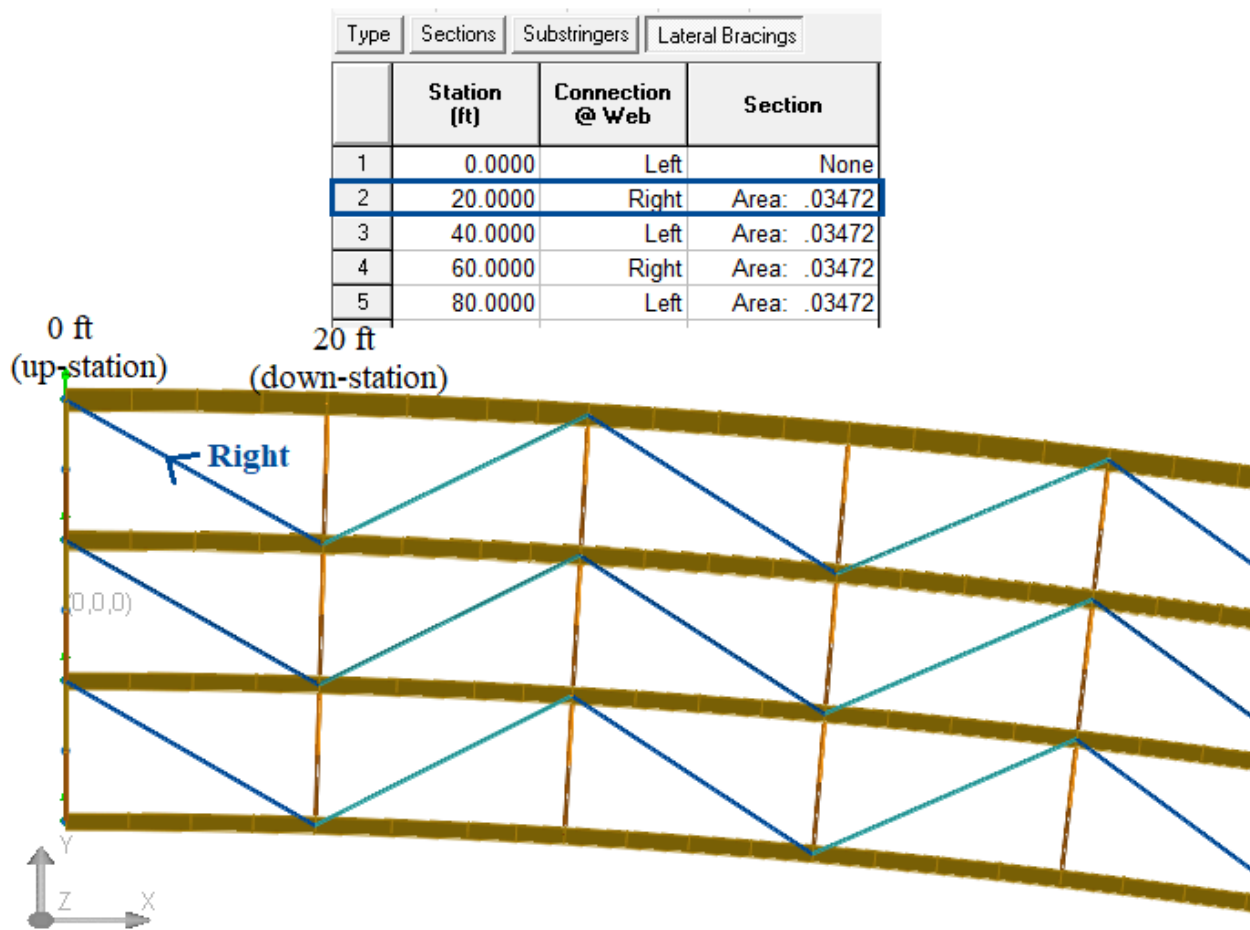 Type Sections Substringers Lateral Bracings
Station (ft) Connection @ Web Section
1 0.0000 Left None
2 20.0000 Right Area: .03472
3 40.0000 Left Area: .03472
4 60.0000 Right Area: .03472
5 80.0000 Left Area: .03472
0 ft
(up-station)
20 ft
(down-station)
Right
(0,0,0)
Y
Z X